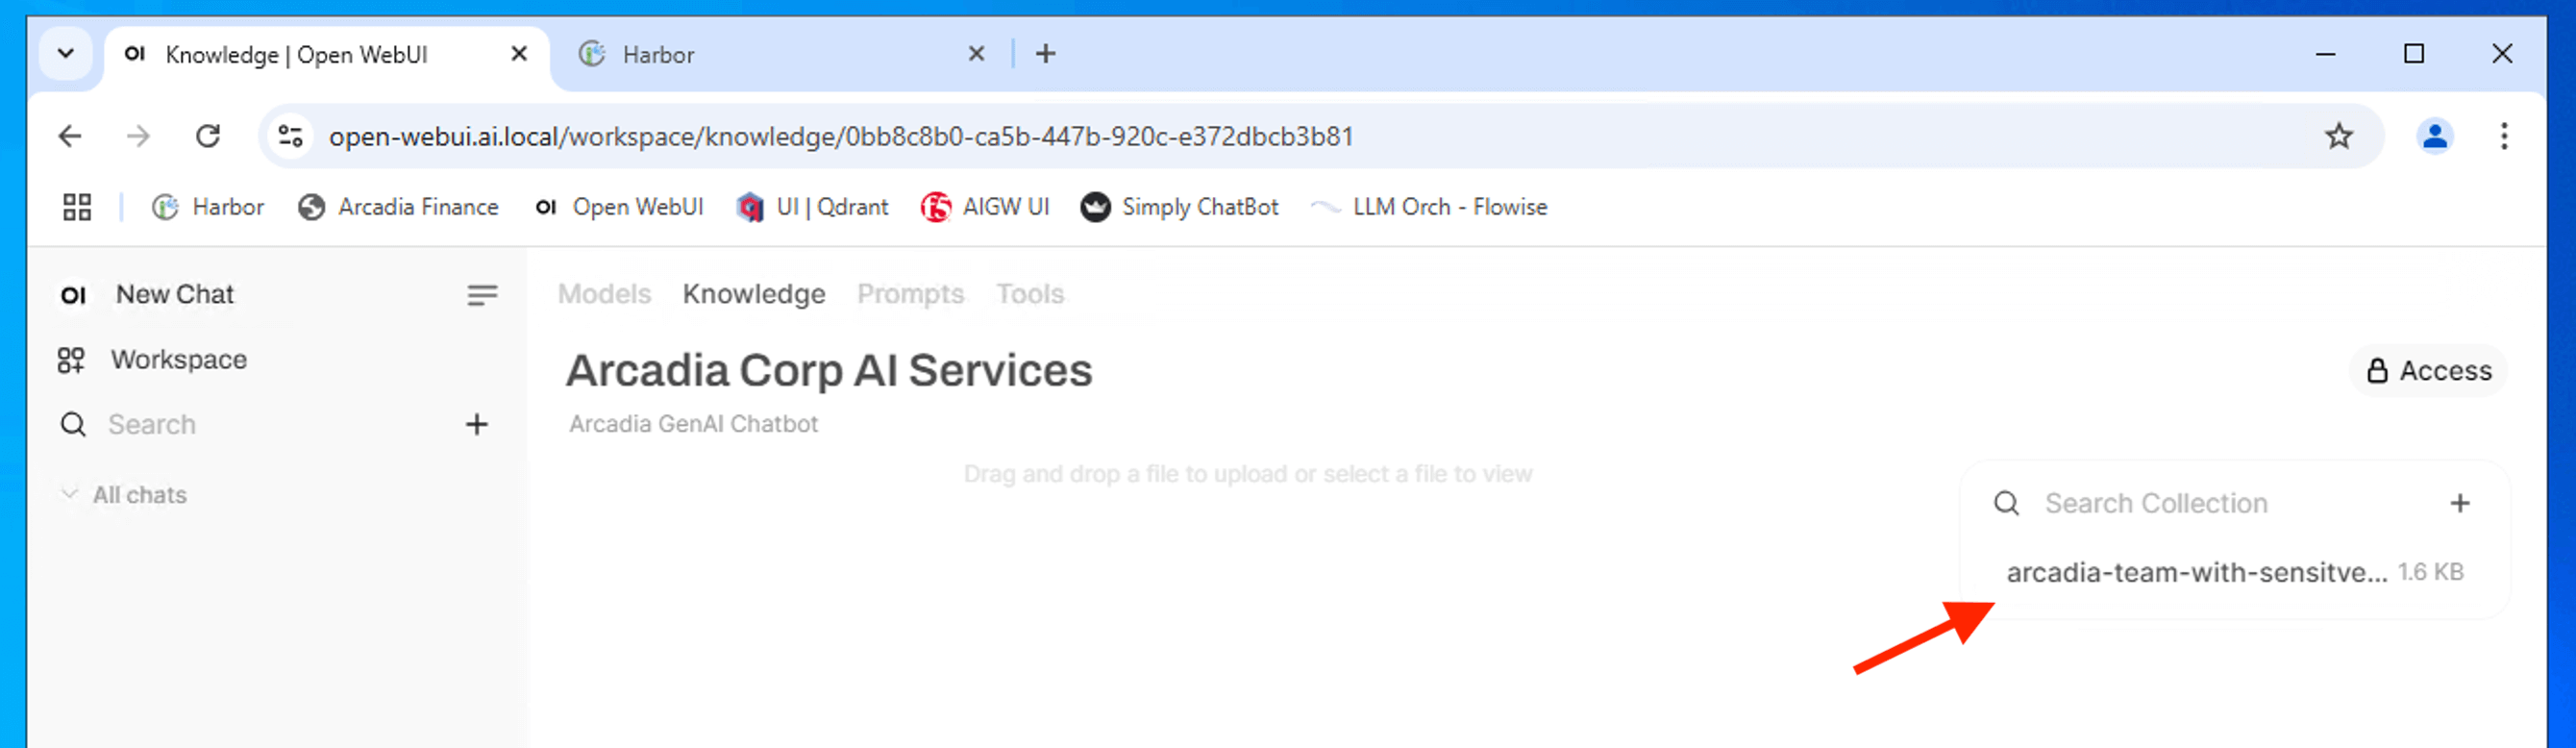 Knowledge | Open WebUI
Harbor
open-webui.ai.local/workspace/knowledge/0bb8c8b0-ca5b-447b-920c-e372dbcb3b81
Harbor Arcadia Finance OI Open WebUI UI | Qdrant AIGW UI Simply ChatBot LLM Orch - Flowise
OI New Chat
Workspace
Search
All chats
Models Knowledge Prompts Tools
Arcadia Corp AI Services
Access
Arcadia GenAI Chatbot
Drag and drop a file to upload or select a file to view
Search Collection
arcadia-team-with-sensitve... 1.6 KB